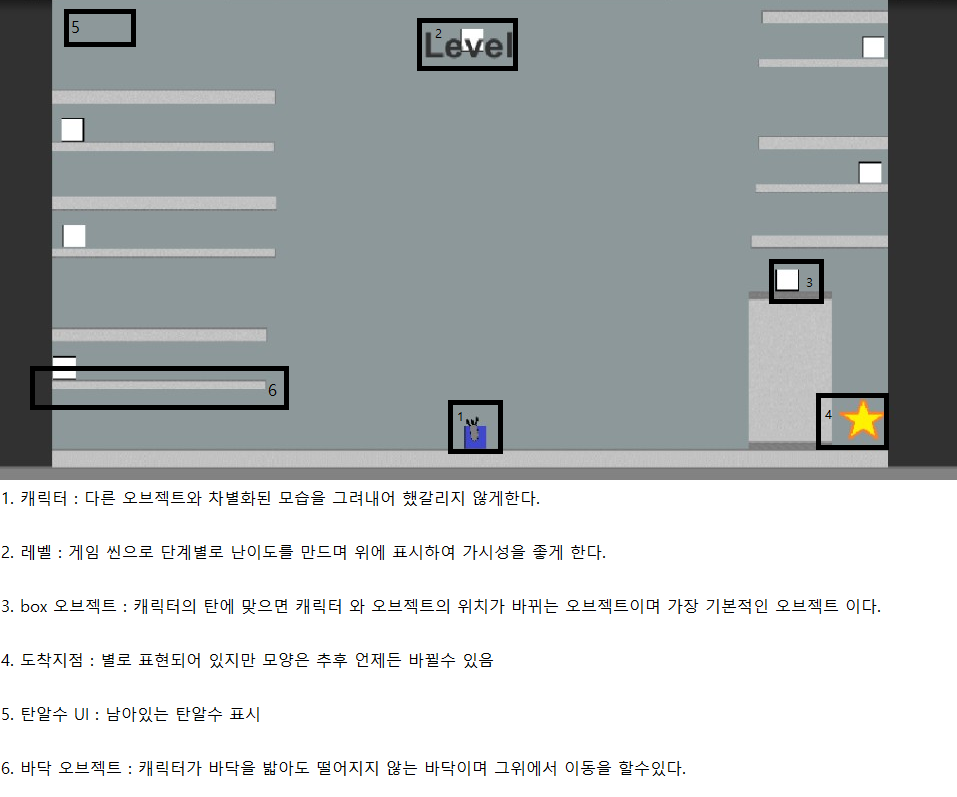 5
2
Level
3
6
1
4
1. 캐릭터 : 다른 오브젝트와 차별화된 모습을 그려내어 했갈리지 않게한다.
2. 레벨 : 게임 씬으로 단계별로 난이도를 만드며 위에 표시하여 가시성을 좋게 한다.
3. box 오브젝트 : 캐릭터의 탄에 맞으면 캐릭터 와 오브젝트의 위치가 바뀌는 오브젝트이며 가장 기본적인 오브젝트 이다.
4. 도착지점 : 별로 표현되어 있지만 모양은 추후 언제든 바뀔수 있음
5. 탄알수 UI : 남아있는 탄알수 표시
6. 바닥 오브젝트 : 캐릭터가 바닥을 밟아도 떨어지지 않는 바닥이며 그위에서 이동을 할수있다.